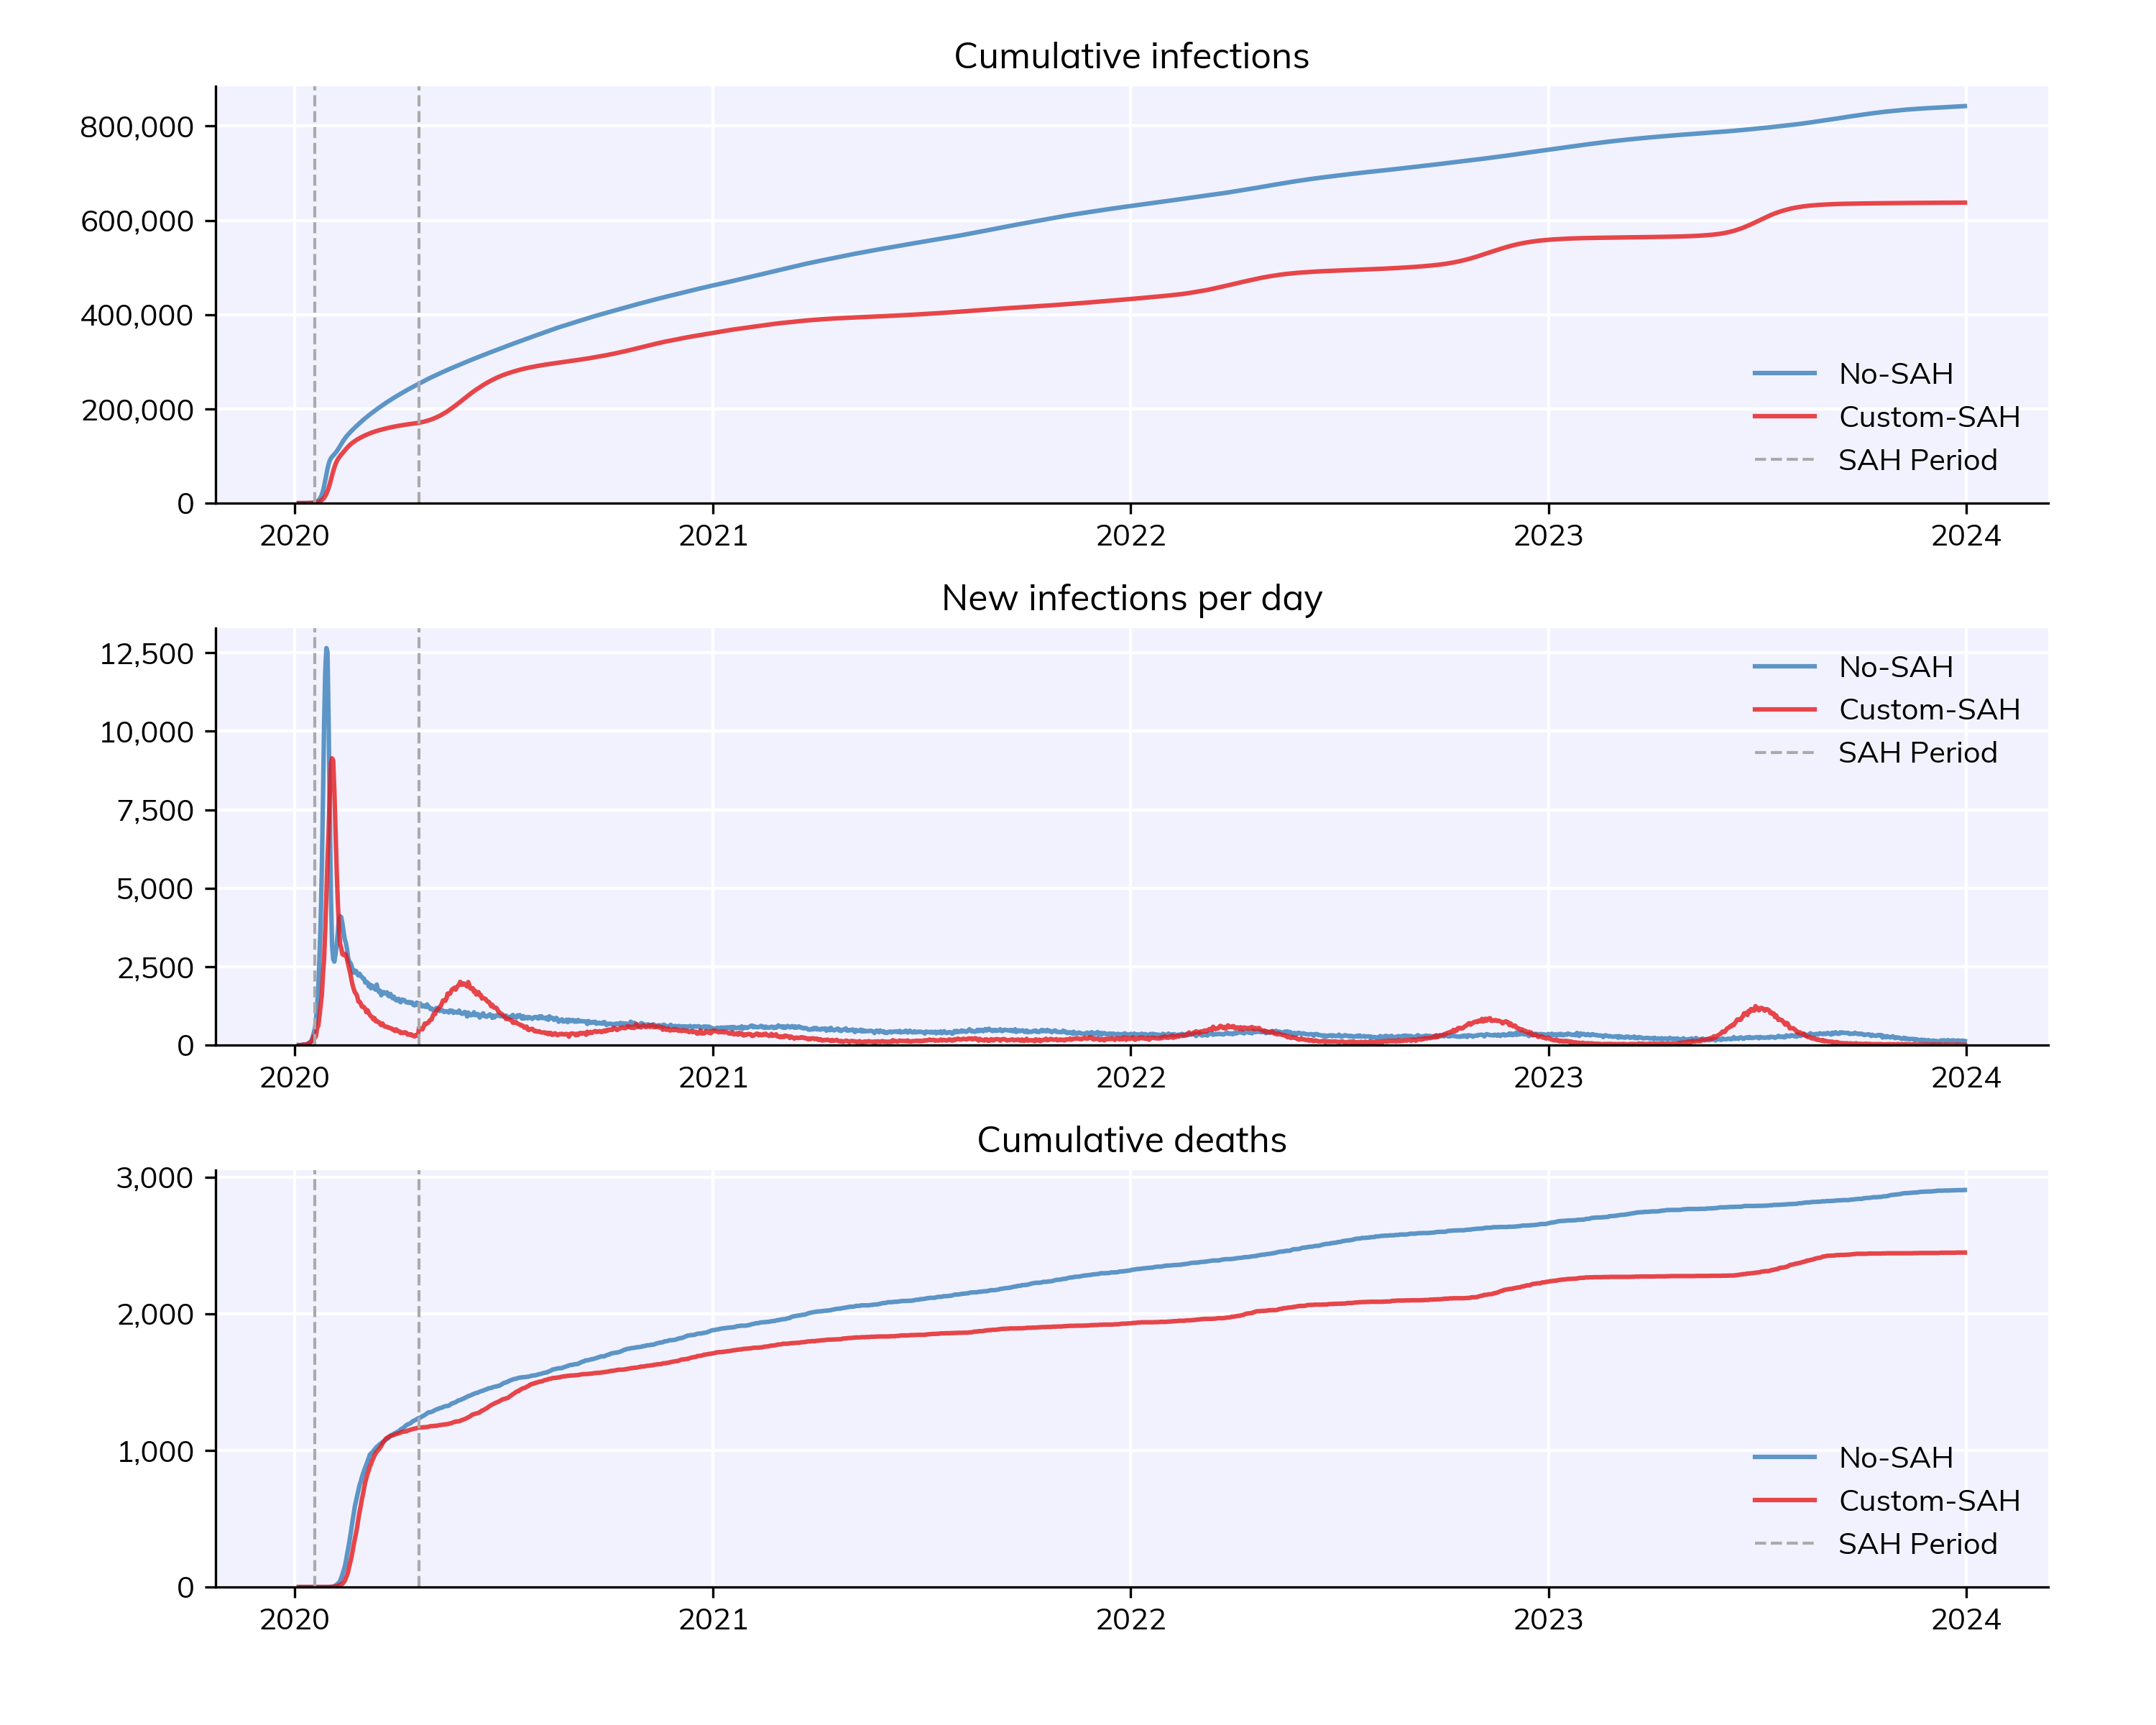 Cumulative infections
800,000
600,000
400,000
200,000
0
No-SAH
Custom-SAH
SAH Period
2020 2021 2022 2023 2024
New infections per day
12,500
10,000
7,500
5,000
2,500
0
No-SAH
Custom-SAH
SAH Period
2020 2021 2022 2023 2024
Cumulative deaths
3,000
2,000
1,000
0
No-SAH
Custom-SAH
SAH Period
2020 2021 2022 2023 2024